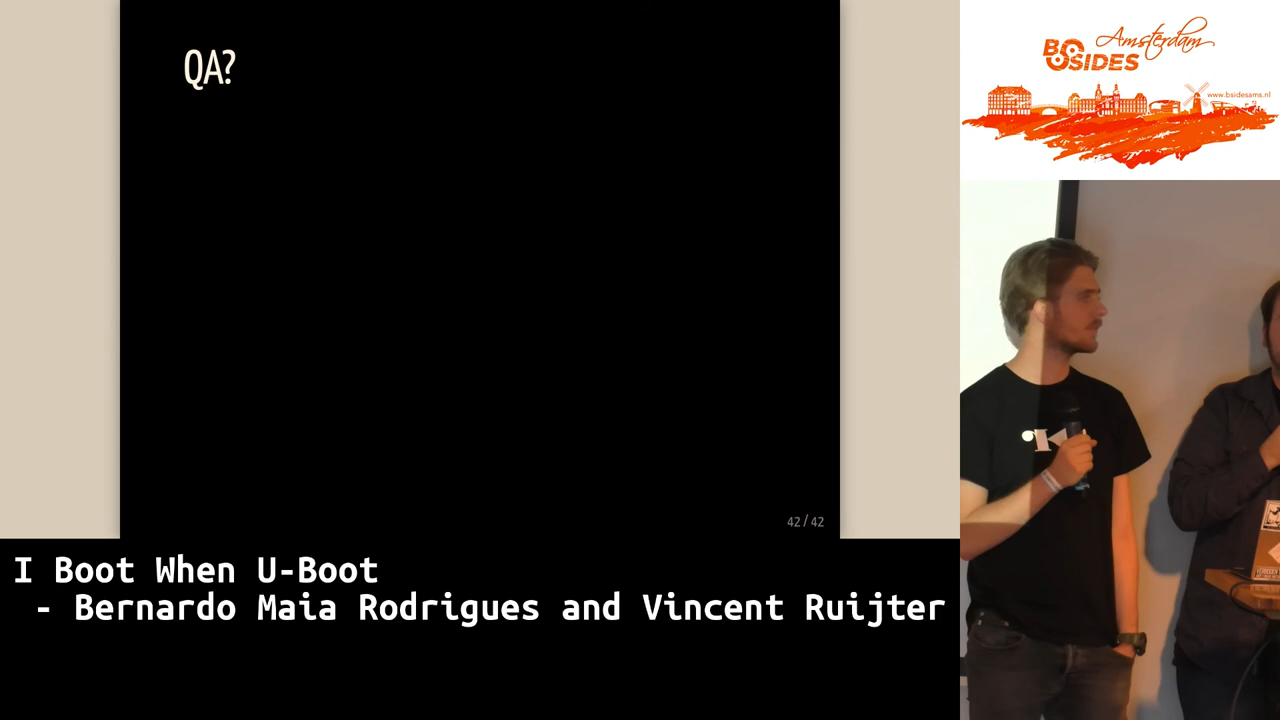 QA?
42 / 42
I Boot When U-Boot
- Bernardo Maia Rodrigues and Vincent Ruijter
BSIDES
Amsterdam
www.bsidesams.nl